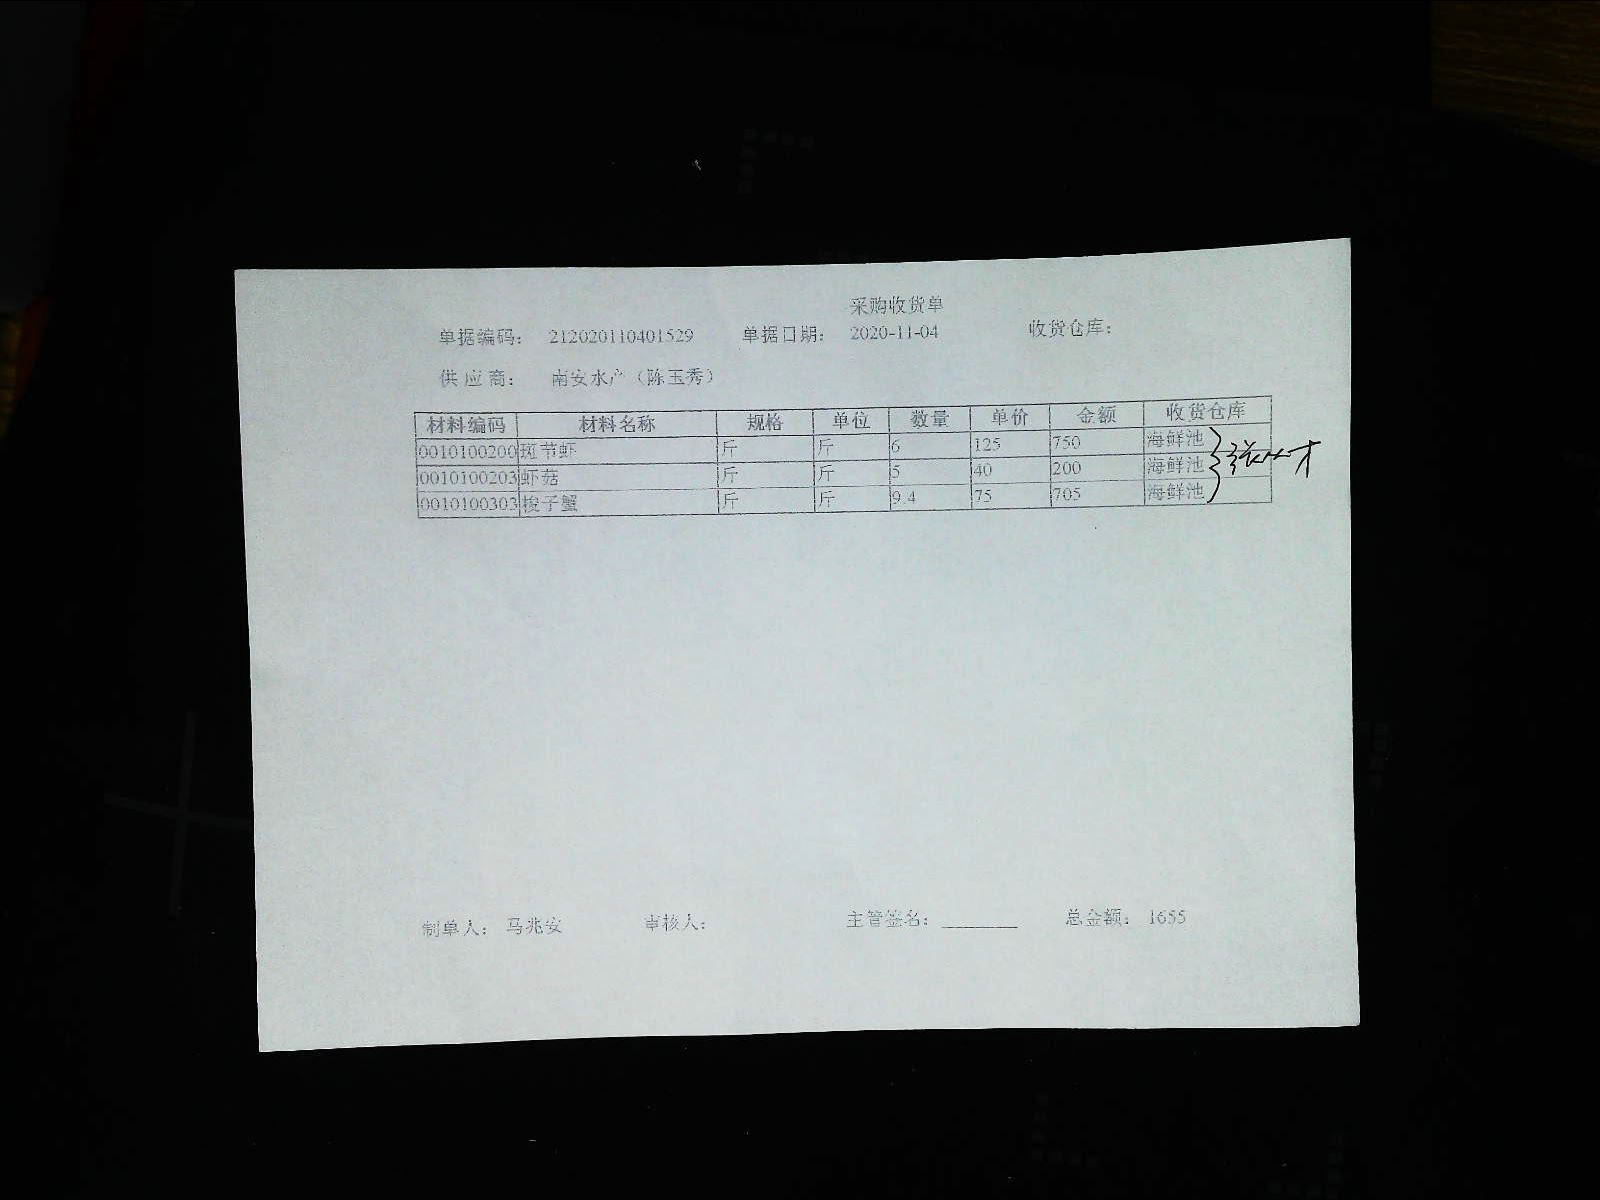 采购收货单
单据编码： 212020110401529 单据日期： 2020-11-04 收货仓库：
供 应 商： 南安水产（陈玉秀）
材料编码 材料名称 规格 单位 数量 单价 金额 收货仓库
0010100200 斑节虾 斤 斤 6 125 750 海鲜池
0010100203 虾菇 斤 斤 5 40 200 海鲜池
0010100303 梭子蟹 斤 斤 9.4 75 705 海鲜池
制单人： 马兆安 审核人： 主管签名： 总金额： 1655